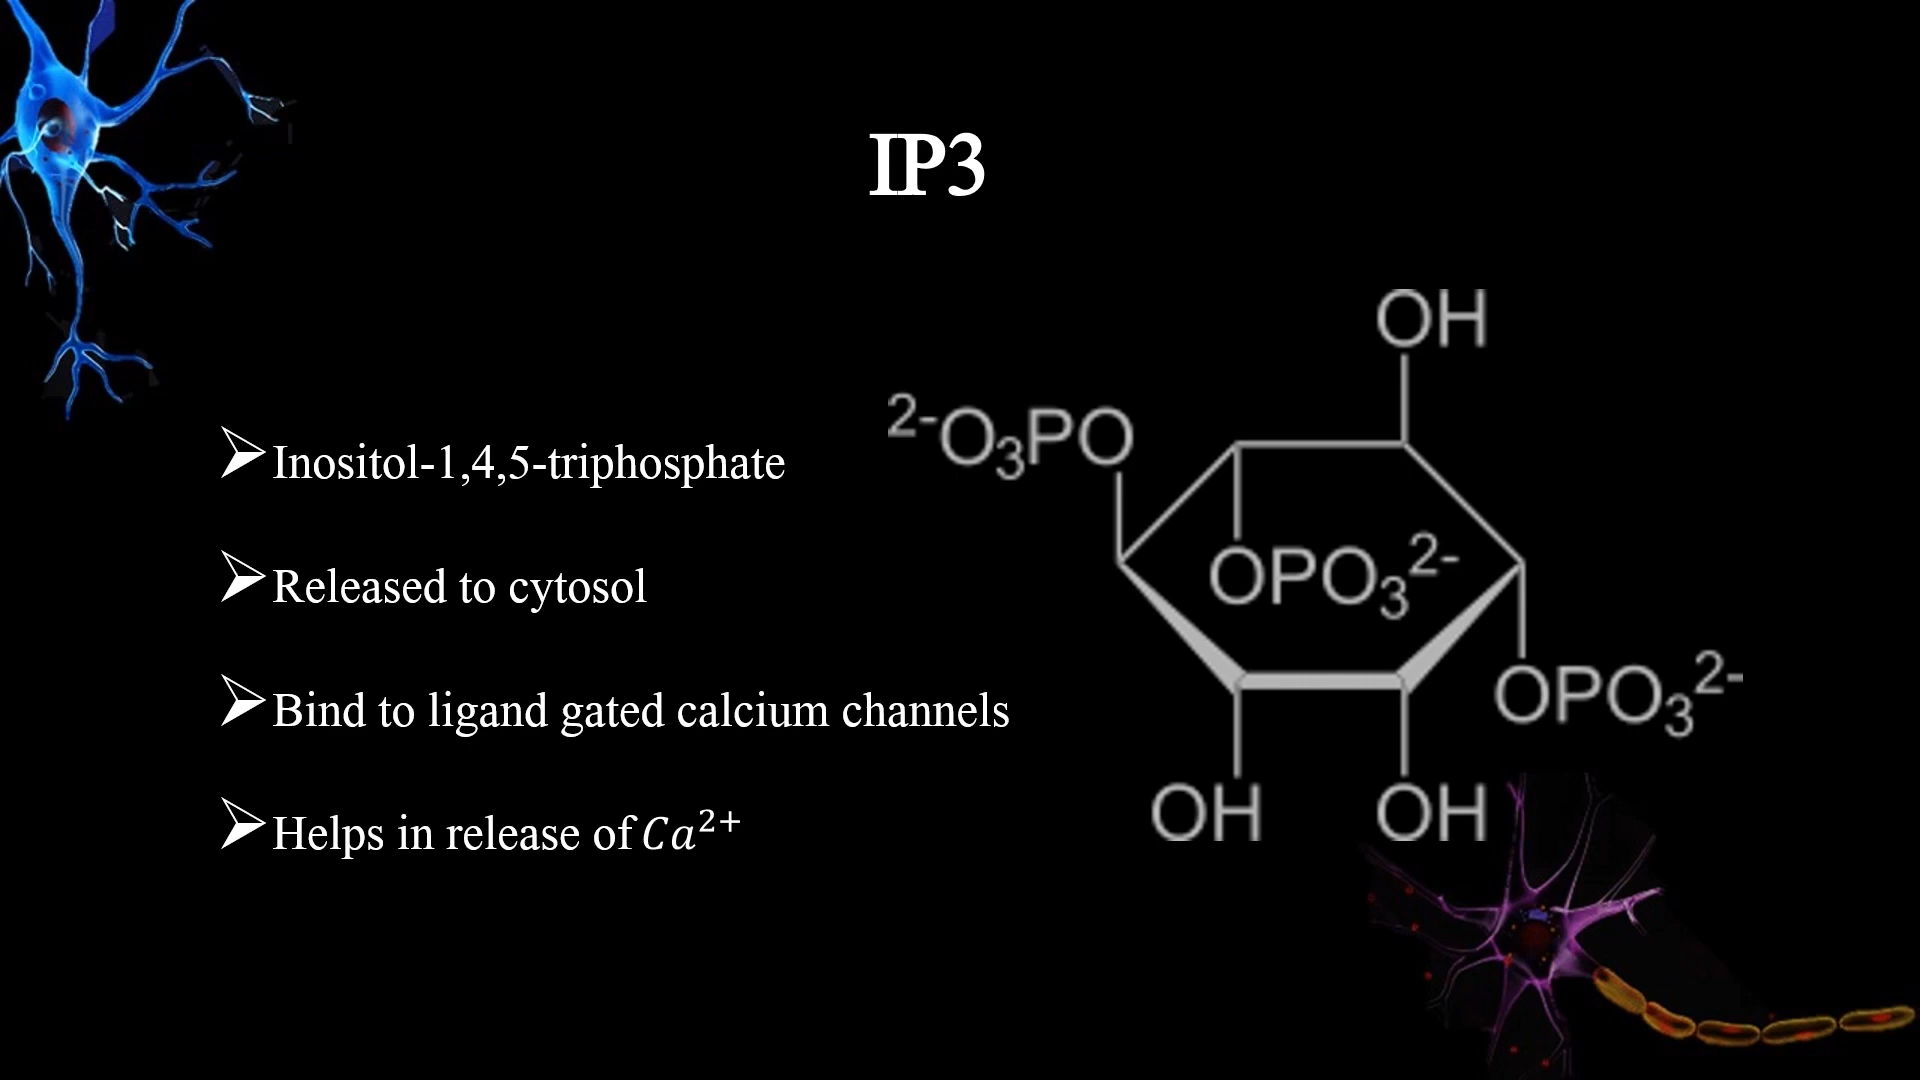 IP3
➢Inositol-1,4,5-triphosphate
➢Released to cytosol
➢Bind to ligand gated calcium channels
➢Helps in release of 𝐶𝑎²⁺
OH
²⁻O₃PO
OPO₃²⁻
OPO₃²⁻
OH OH